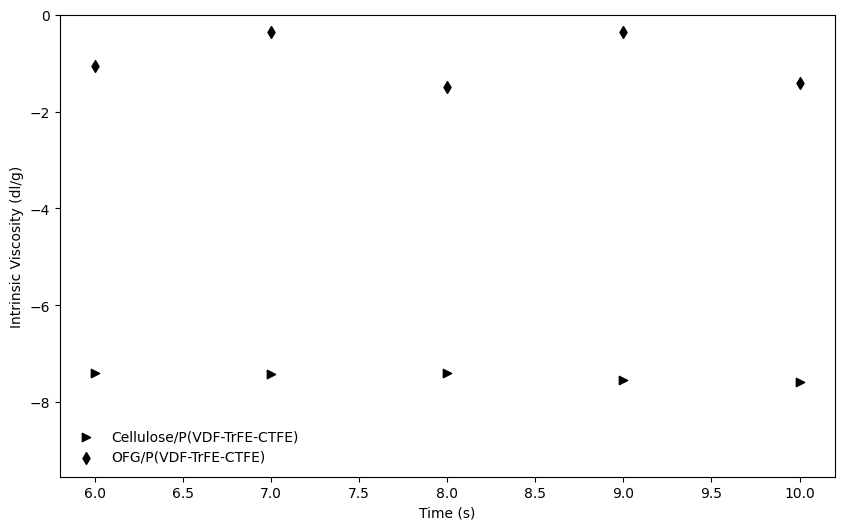 0
−2
−4
−6
−8
Intrinsic Viscosity (dl/g)
Cellulose/P(VDF-TrFE-CTFE)
OFG/P(VDF-TrFE-CTFE)
6.0 6.5 7.0 7.5 8.0 8.5 9.0 9.5 10.0
Time (s)